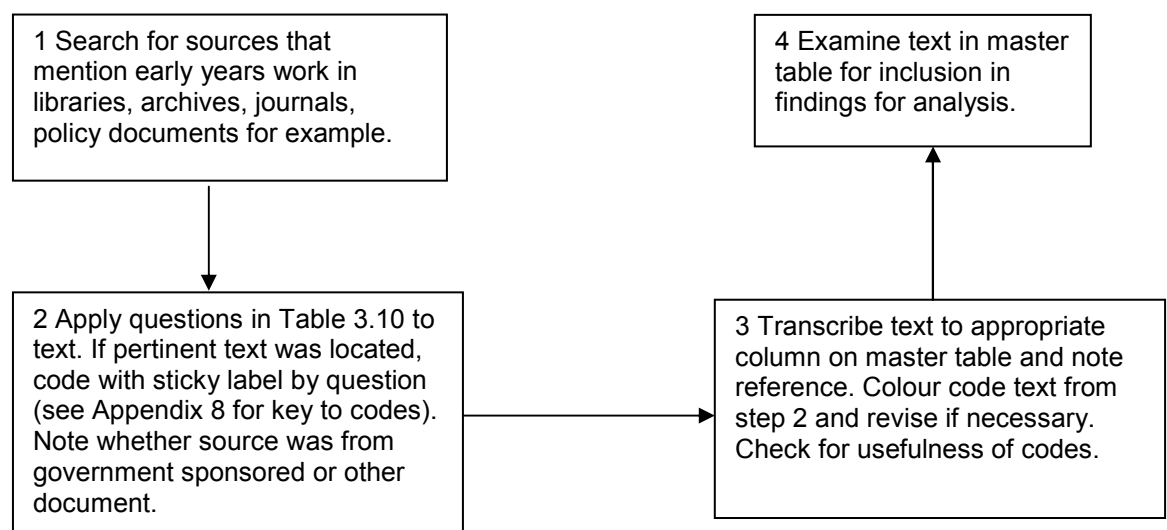 1 Search for sources that
mention early years work in
libraries, archives, journals,
policy documents for example.
2 Apply questions in Table 3.10 to
text. If pertinent text was located,
code with sticky label by question
(see Appendix 8 for key to codes).
Note whether source was from
government sponsored or other
document.
3 Transcribe text to appropriate
column on master table and note
reference. Colour code text from
step 2 and revise if necessary.
Check for usefulness of codes.
4 Examine text in master
table for inclusion in
findings for analysis.